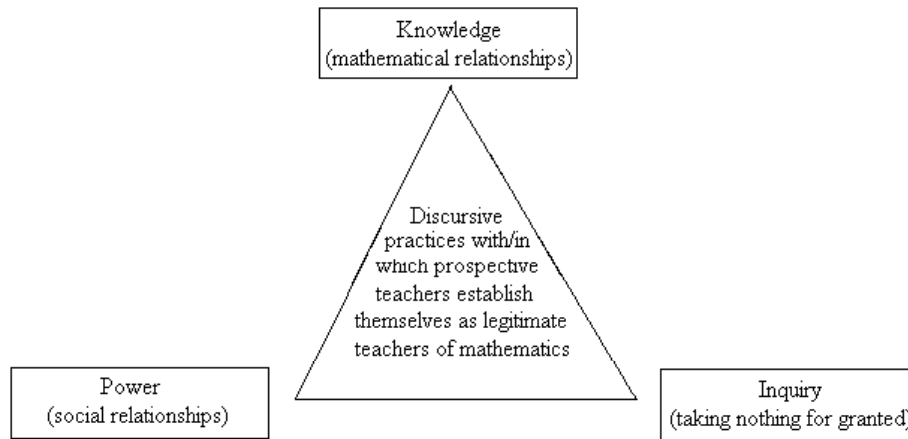 Knowledge
(mathematical relationships)
Discursive
practices with/in
which prospective
teachers establish
themselves as legitimate
teachers of mathematics
Power
(social relationships)
Inquiry
(taking nothing for granted)